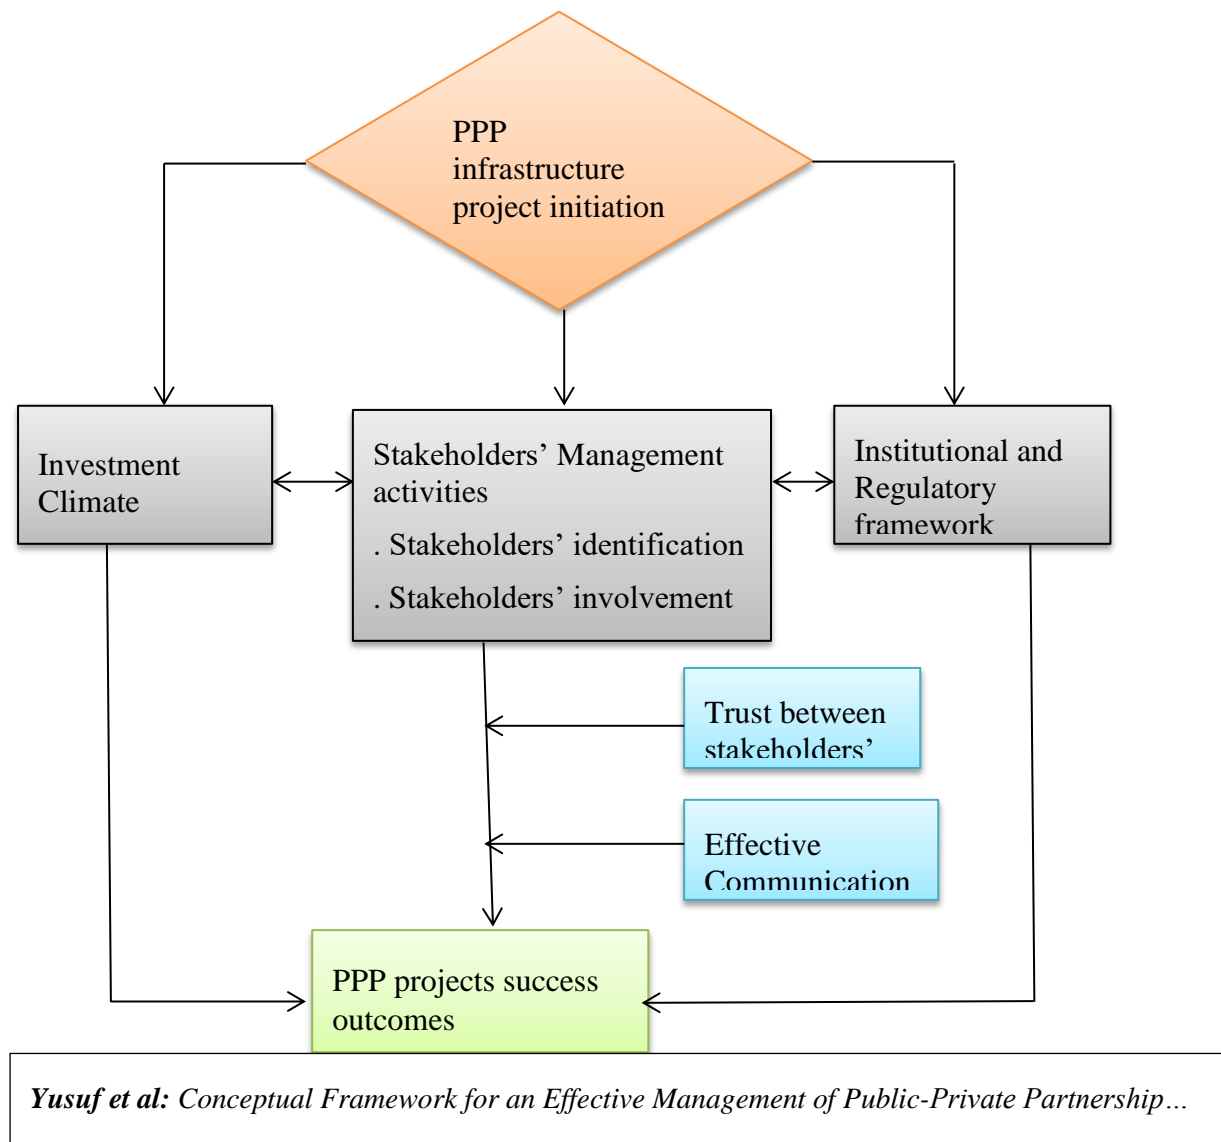 PPP
infrastructure
project initiation
Investment
Climate
Stakeholders’ Management
activities
. Stakeholders’ identification
. Stakeholders’ involvement
Institutional and
Regulatory
framework
Trust between
stakeholders’
Effective
Communication
PPP projects success
outcomes
Yusuf et al: Conceptual Framework for an Effective Management of Public-Private Partnership…